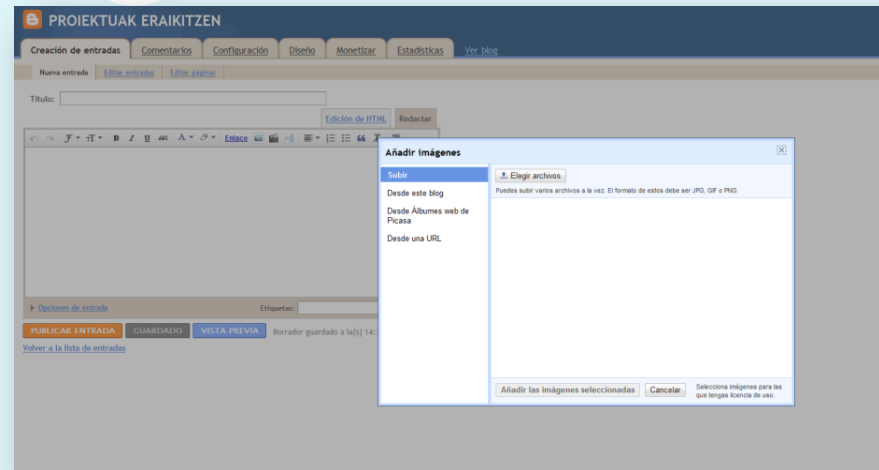 PROIEKTUAK ERAIKITZEN
Creación de entradas Comentarios Configuración Diseño Monetizar Estadísticas Ver blog
Nueva entrada Editar entradas Editar páginas
Título:
Edición de HTML Redactar
B I U ABC A Enlace
Añadir imágenes
Subir
Desde este blog
Desde Álbumes web de
Picasa
Desde una URL
Elegir archivos
Puedes subir varios archivos a la vez. El formato de estos debe ser JPG, GIF o PNG.
Opciones de entrada Etiquetas:
PUBLICAR ENTRADA GUARDADO VISTA PREVIA Borrador guardado a la(s)
Volver a la lista de entradas
Añadir las imágenes seleccionadas Cancelar
Selecciona imágenes para las
que tengas licencia de uso.